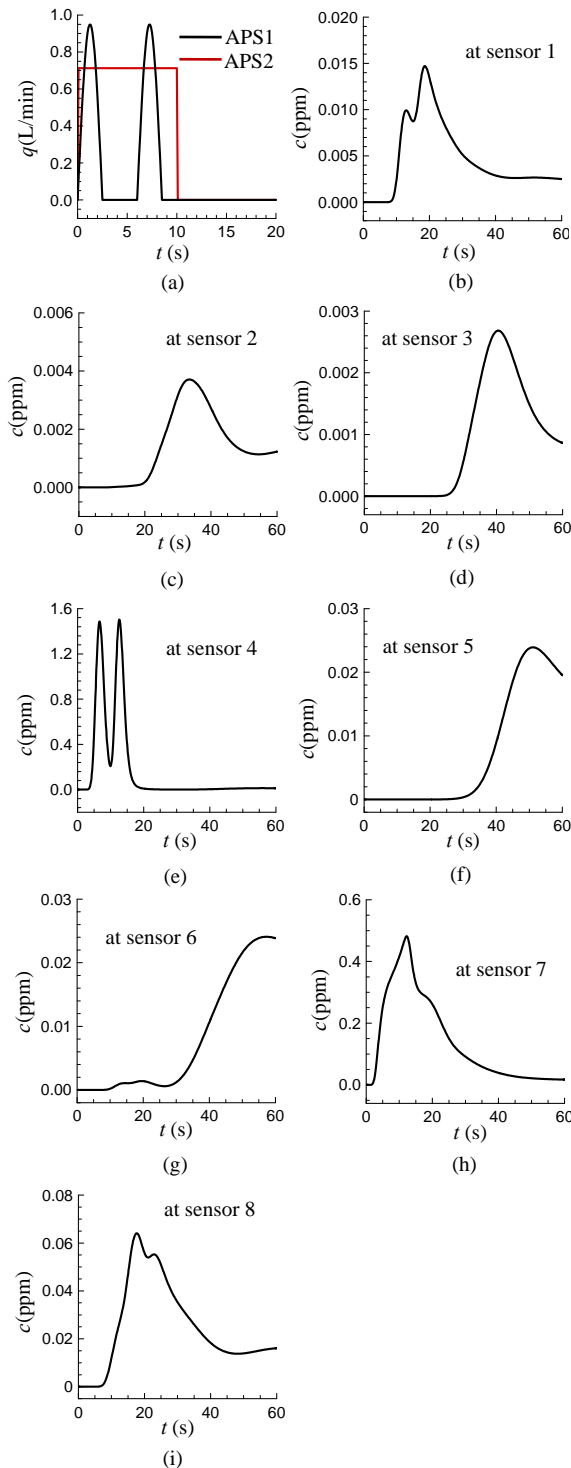 1.0
0.8
0.6
0.4
0.2
0.0
q(L/min)
APS1
APS2
0 5 10 15 20
t (s)
(a)
0.020
0.015
0.010
0.005
0.000
c(ppm)
at sensor 1
0 20 40 60
t (s)
(b)
0.006
0.004
0.002
0.000
c(ppm)
at sensor 2
0 20 40 60
t (s)
(c)
0.003
0.002
0.001
0.000
c(ppm)
at sensor 3
0 20 40 60
t (s)
(d)
1.6
1.2
0.8
0.4
0.0
c(ppm)
at sensor 4
0 20 40 60
t (s)
(e)
0.03
0.02
0.01
0
c(ppm)
at sensor 5
0 20 40 60
t (s)
(f)
0.03
0.02
0.01
0.00
c(ppm)
at sensor 6
0 20 40 60
t (s)
(g)
0.6
0.4
0.2
0.0
c(ppm)
at sensor 7
0 20 40 60
t (s)
(h)
0.08
0.06
0.04
0.02
0
c(ppm)
at sensor 8
0 20 40 60
t (s)
(i)